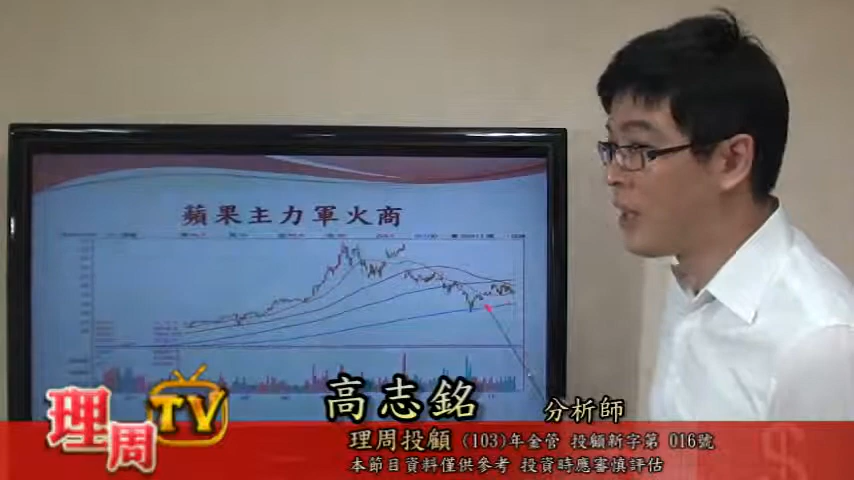 蘋果主力軍火商
理周TV
高志銘 分析師
理周投顧 (103)年金管 投顧新字第 016號
本節目資料僅供參考 投資時應審慎評估